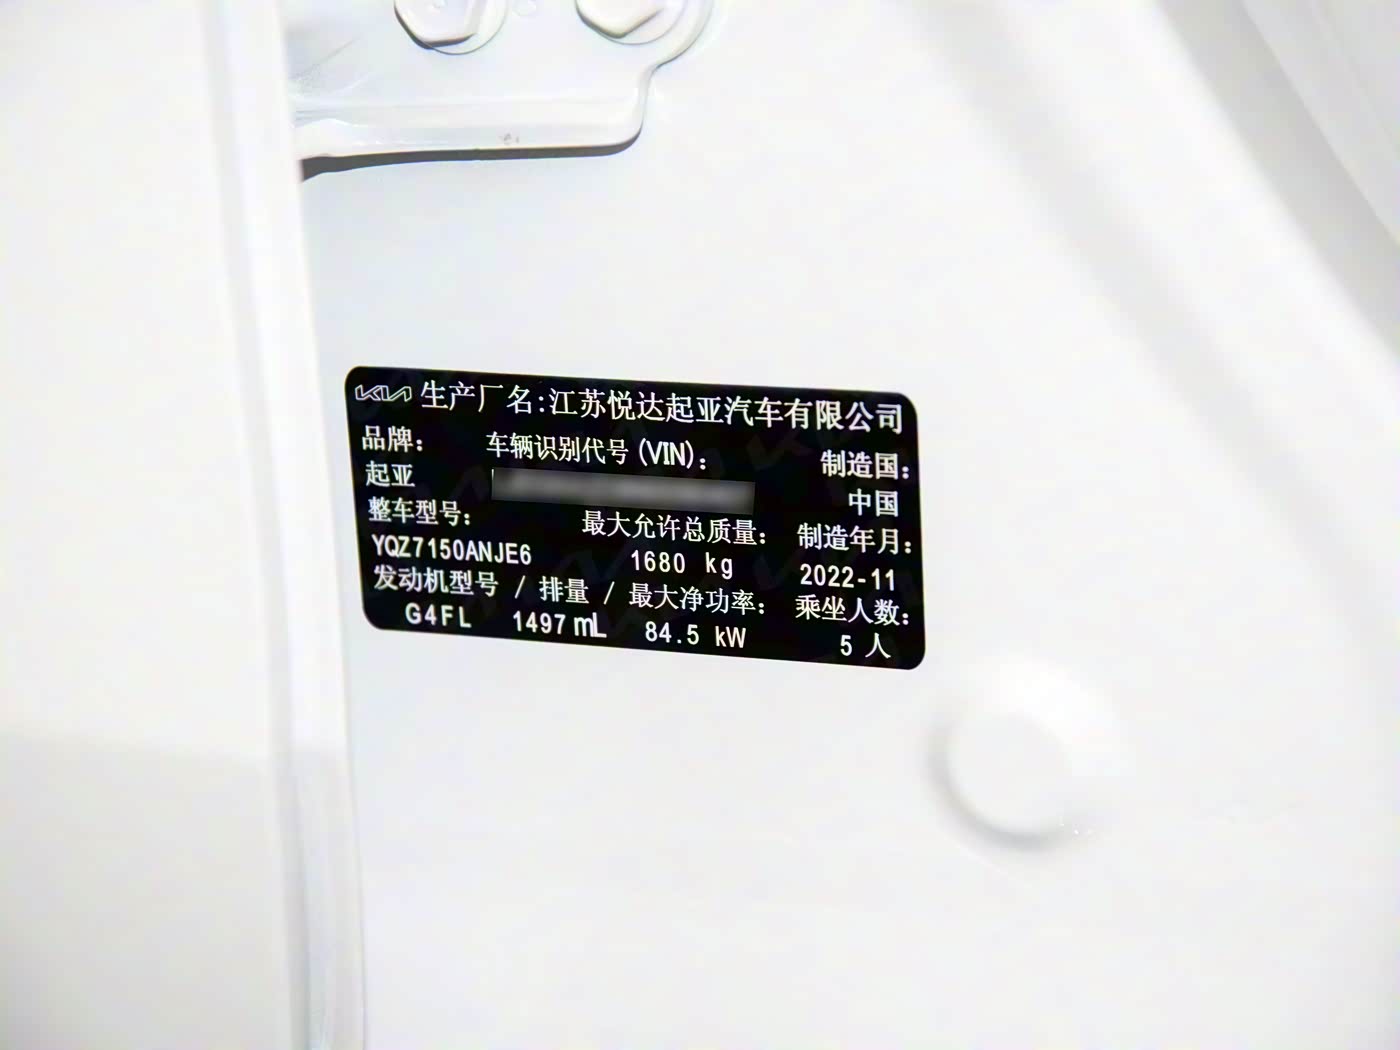 KIA 生产厂名:江苏悦达起亚汽车有限公司
品牌: 车辆识别代号(VIN): 制造国:
起亚 中国
整车型号: 最大允许总质量: 制造年月:
YQZ7150ANJE6 1680 kg 2022-11
发动机型号 / 排量 / 最大净功率: 乘坐人数:
G4FL 1497mL 84.5 kW 5 人